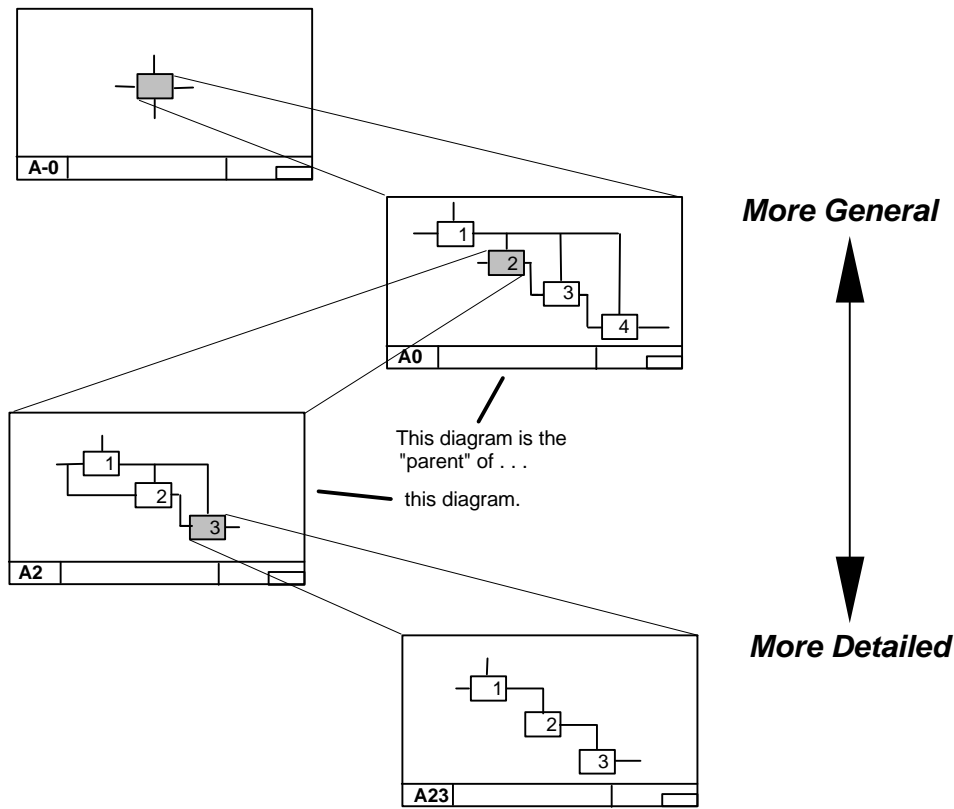 A-0
More General
1
2
3
4
A0
This diagram is the
"parent" of . . .
this diagram.
1
2
3
A2
More Detailed
1
2
3
A23